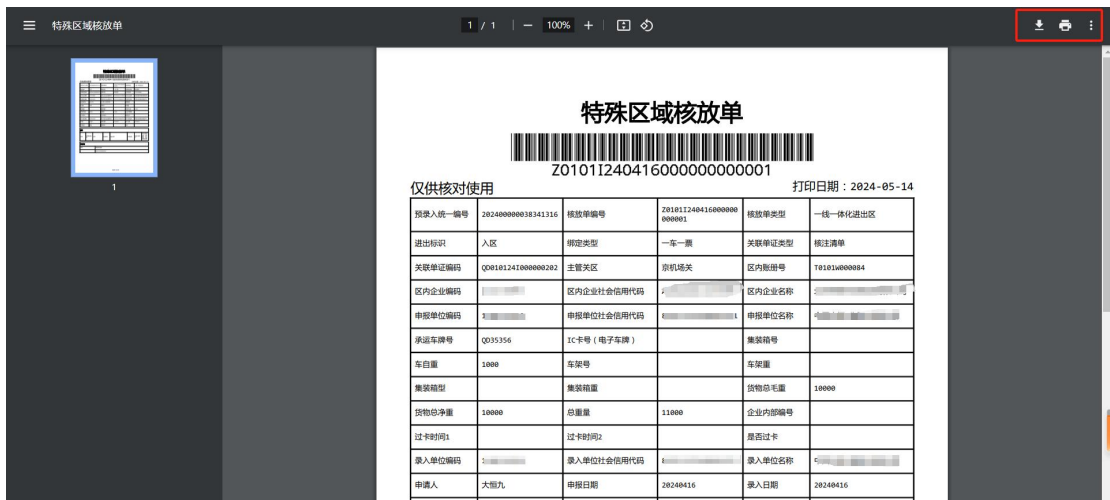 特殊区域核放单
1 / 1 | − 100% +
1
特殊区域核放单
Z0101I240416000000000001
仅供核对使用 打印日期：2024-05-14
预录入统一编号 202400000038341316 核放单编号 Z0101I240416000000000001 核放单类型 一线一体化进出区
进出标识 入区 绑定类型 一车一票 关联单证类型 核注清单
关联单证编码 QD010124I000000202 主管关区 京机场关 区内账册号 T0101W000084
区内企业编码 区内企业社会信用代码 区内企业名称
申报单位编码 申报单位社会信用代码 申报单位名称
承运车牌号 QD35356 IC卡号（电子车牌） 集装箱号
车自重 1000 车架号 车架重
集装箱型 集装箱重 货物总毛重 10000
货物总净重 10000 总重量 11000 企业内部编号
过卡时间1 过卡时间2 是否过卡
录入单位编码 录入单位社会信用代码 录入单位名称
申请人 大恒九 申报日期 20240416 录入日期 20240416